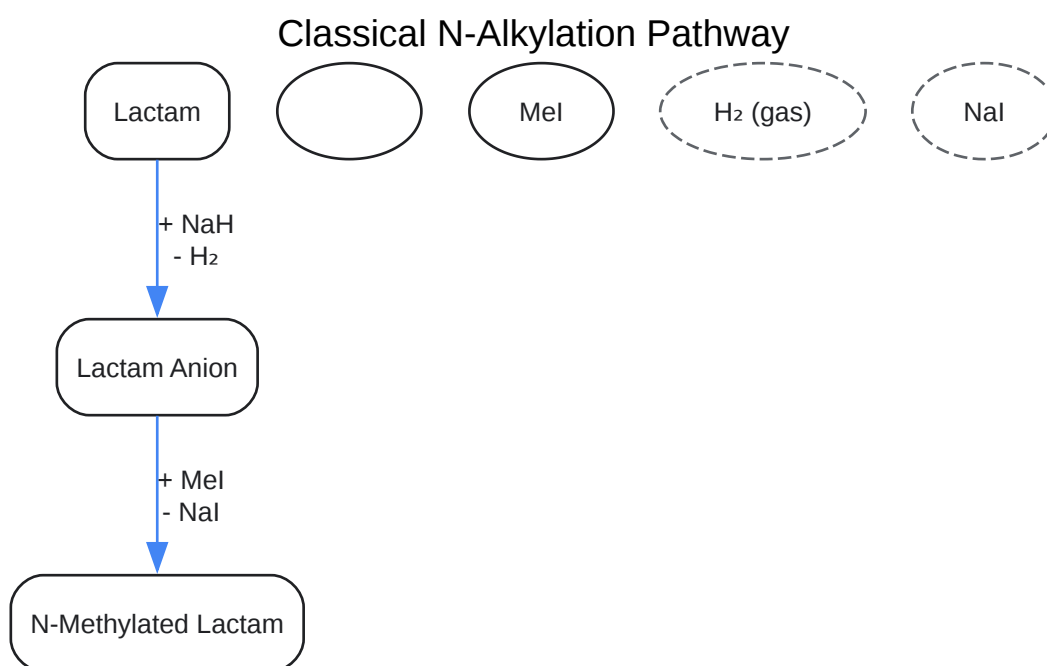 Classical N-Alkylation Pathway
Lactam
MeI
H₂ (gas)
NaI
+ NaH
- H₂
Lactam Anion
+ MeI
- NaI
N-Methylated Lactam